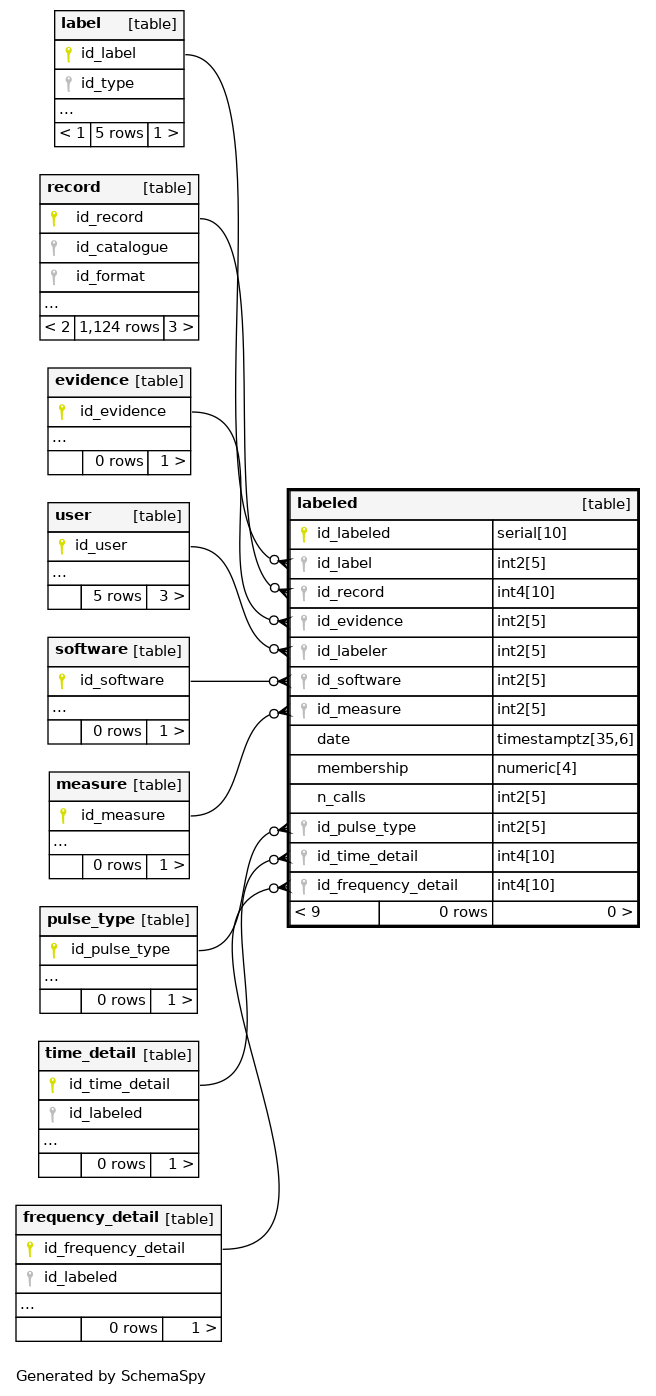 label [table]
id_label
id_type
...
< 1 5 rows 1 >
record [table]
id_record
id_catalogue
id_format
...
< 2 1,124 rows 3 >
evidence [table]
id_evidence
...
0 rows 1 >
user [table]
id_user
...
5 rows 3 >
software [table]
id_software
...
0 rows 1 >
measure [table]
id_measure
...
0 rows 1 >
pulse_type [table]
id_pulse_type
...
0 rows 1 >
time_detail [table]
id_time_detail
id_labeled
...
0 rows 1 >
frequency_detail [table]
id_frequency_detail
id_labeled
...
0 rows 1 >
labeled [table]
id_labeled serial[10]
id_label int2[5]
id_record int4[10]
id_evidence int2[5]
id_labeler int2[5]
id_software int2[5]
id_measure int2[5]
date timestamptz[35,6]
membership numeric[4]
n_calls int2[5]
id_pulse_type int2[5]
id_time_detail int4[10]
id_frequency_detail int4[10]
< 9 0 rows 0 >
Generated by SchemaSpy